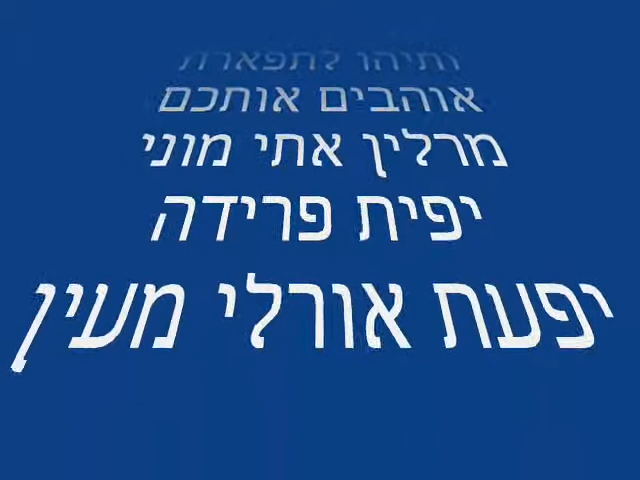 ותיהו לתפארת
אוהבים אותכם
מרלין אתי מוני
יפית פרידה
יפעת אורלי מעין